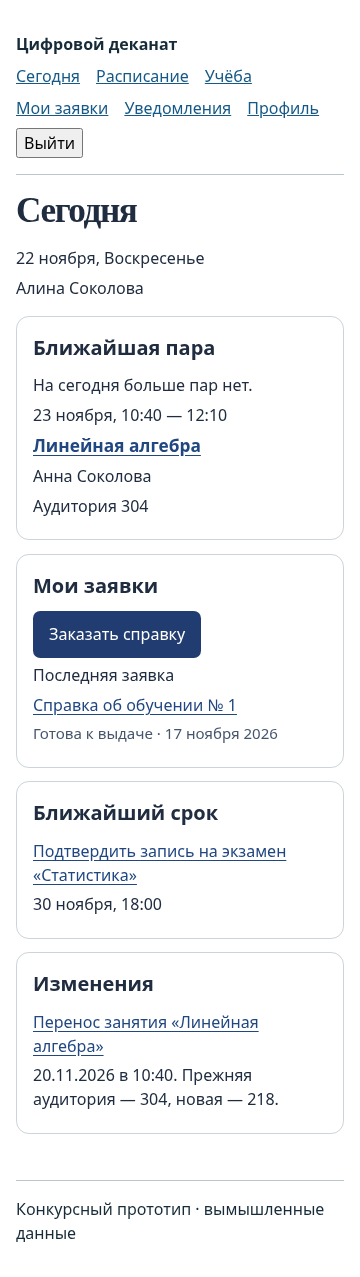 Цифровой деканат
Сегодня Расписание Учёба
Мои заявки Уведомления Профиль
Выйти
Сегодня
22 ноября, Воскресенье
Алина Соколова
Ближайшая пара
На сегодня больше пар нет.
23 ноября, 10:40 — 12:10
Линейная алгебра
Анна Соколова
Аудитория 304
Мои заявки
Заказать справку
Последняя заявка
Справка об обучении № 1
Готова к выдаче · 17 ноября 2026
Ближайший срок
Подтвердить запись на экзамен
«Статистика»
30 ноября, 18:00
Изменения
Перенос занятия «Линейная
алгебра»
20.11.2026 в 10:40. Прежняя
аудитория — 304, новая — 218.
Конкурсный прототип · вымышленные
данные